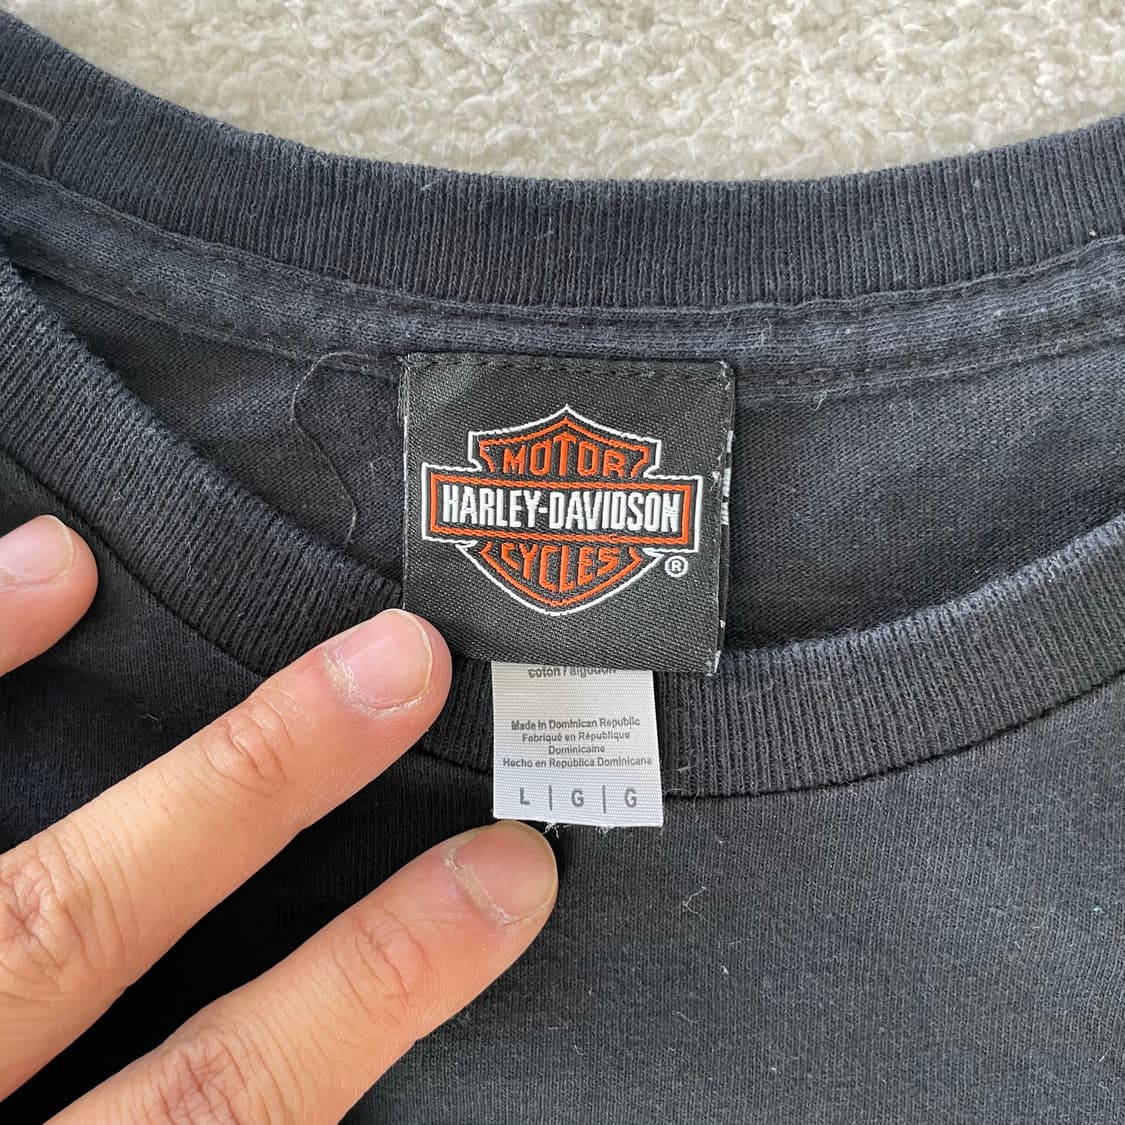 MOTOR
HARLEY-DAVIDSON
CYCLES
®
coton / algodón
Made in Dominican Republic
Fabriqué en République
Dominicaine
Hecho en República Dominicana
L | G | G